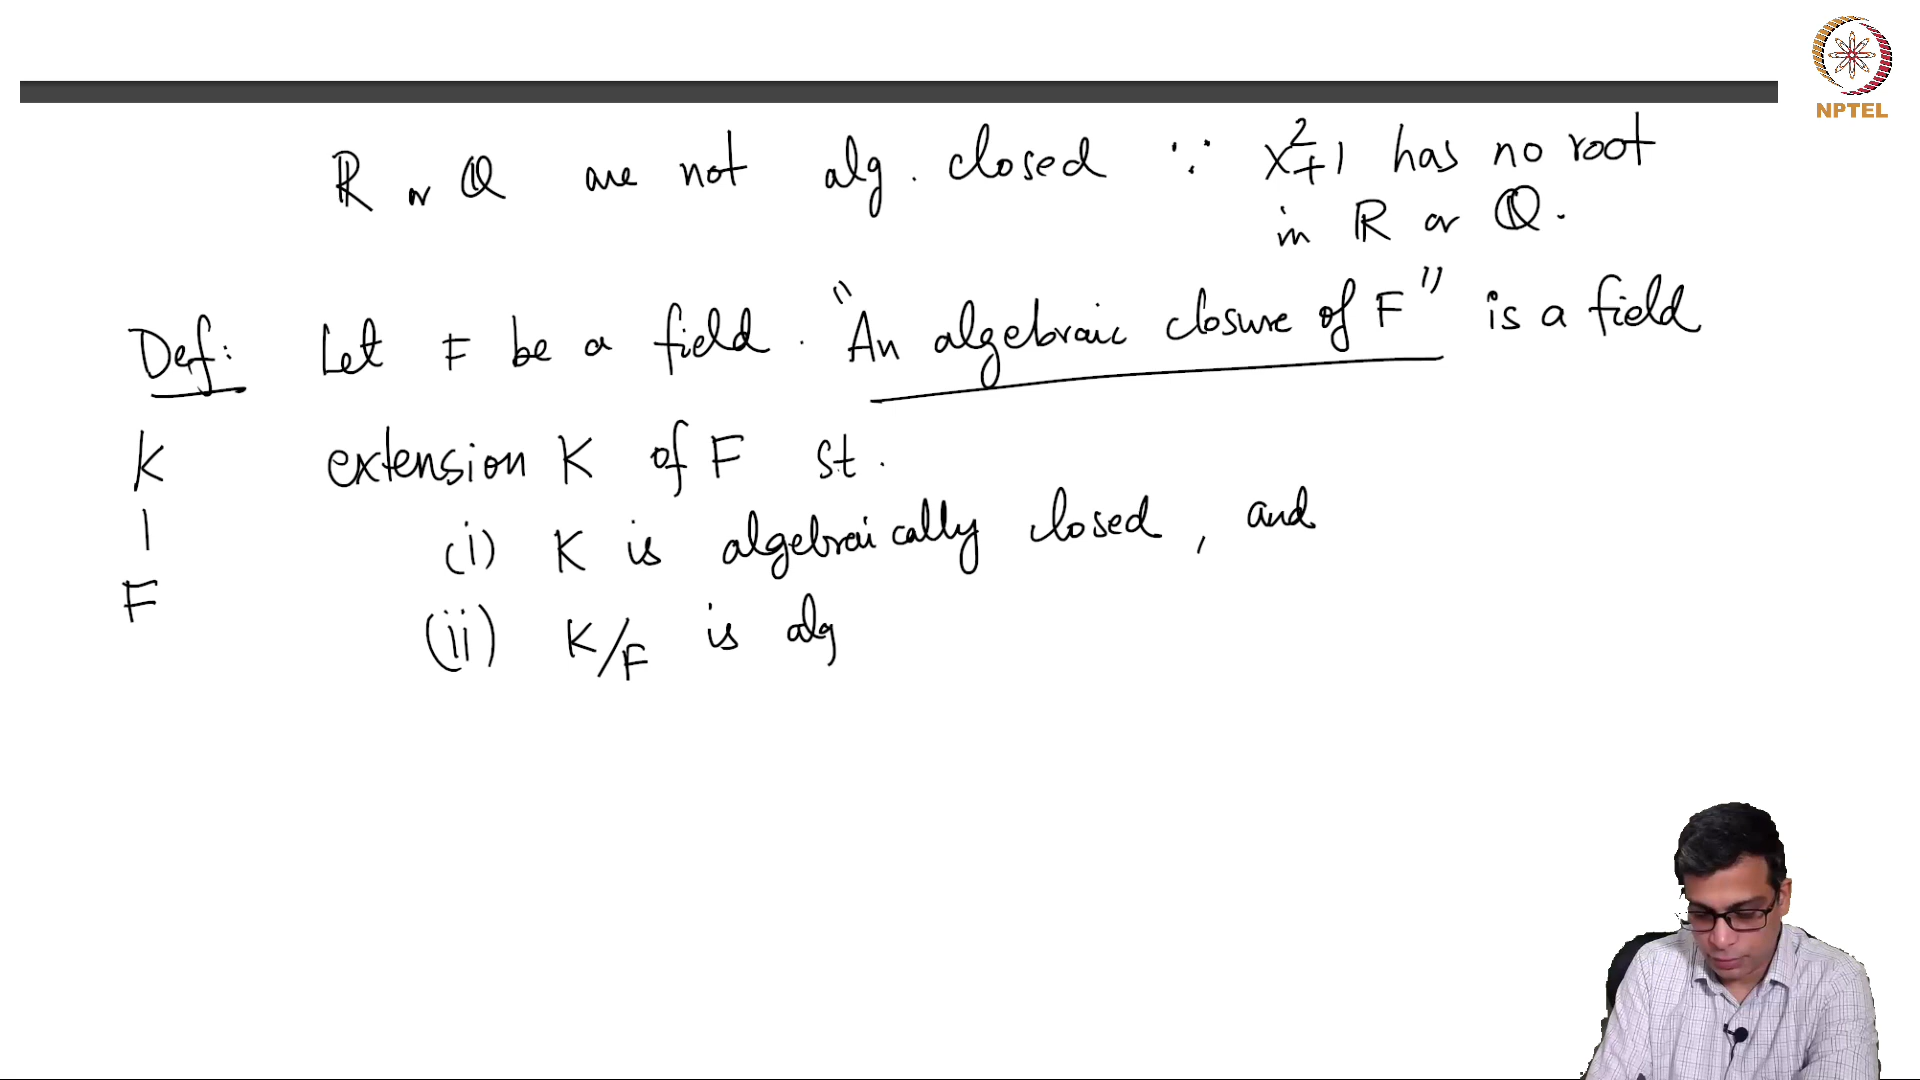 NPTEL
ℝ or ℚ are not alg. closed ∵ x²+1 has no root
in ℝ or ℚ.
Def: Let F be a field. "An algebraic closure of F" is a field
K extension K of F st.
| (i) K is algebraically closed, and
F (ii) K/F is alg